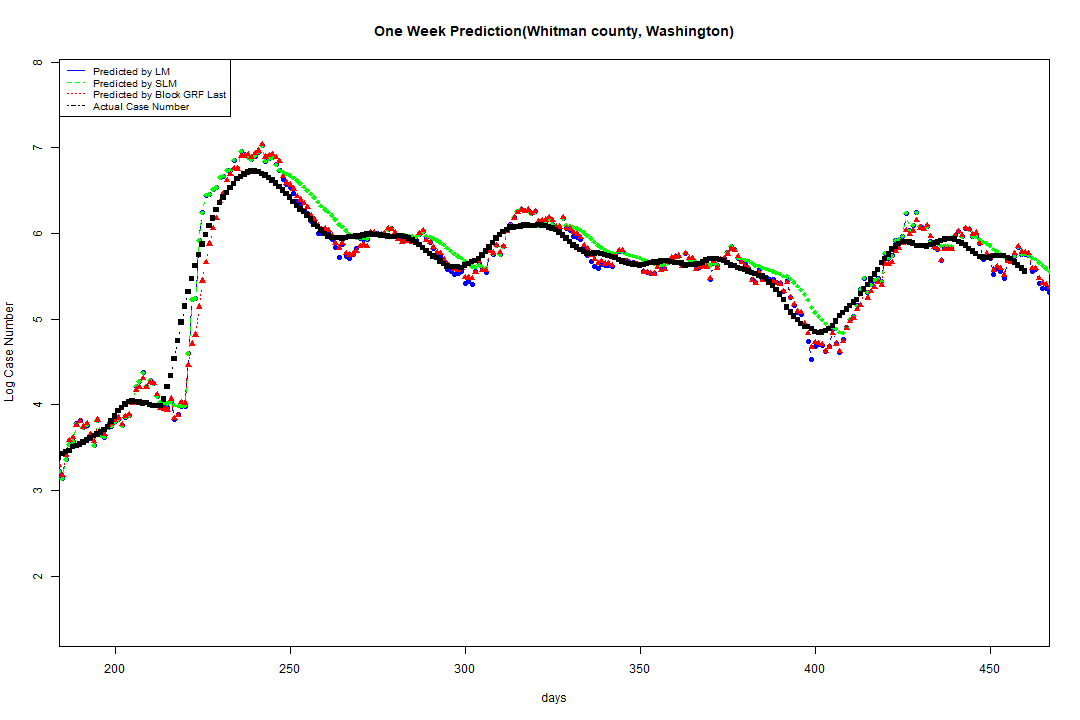 One Week Prediction(Whitman county, Washington)
Predicted by LM
Predicted by SLM
Predicted by Block GRF Last
Actual Case Number
8
7
6
5
4
3
2
Log Case Number
200 250 300 350 400 450
days